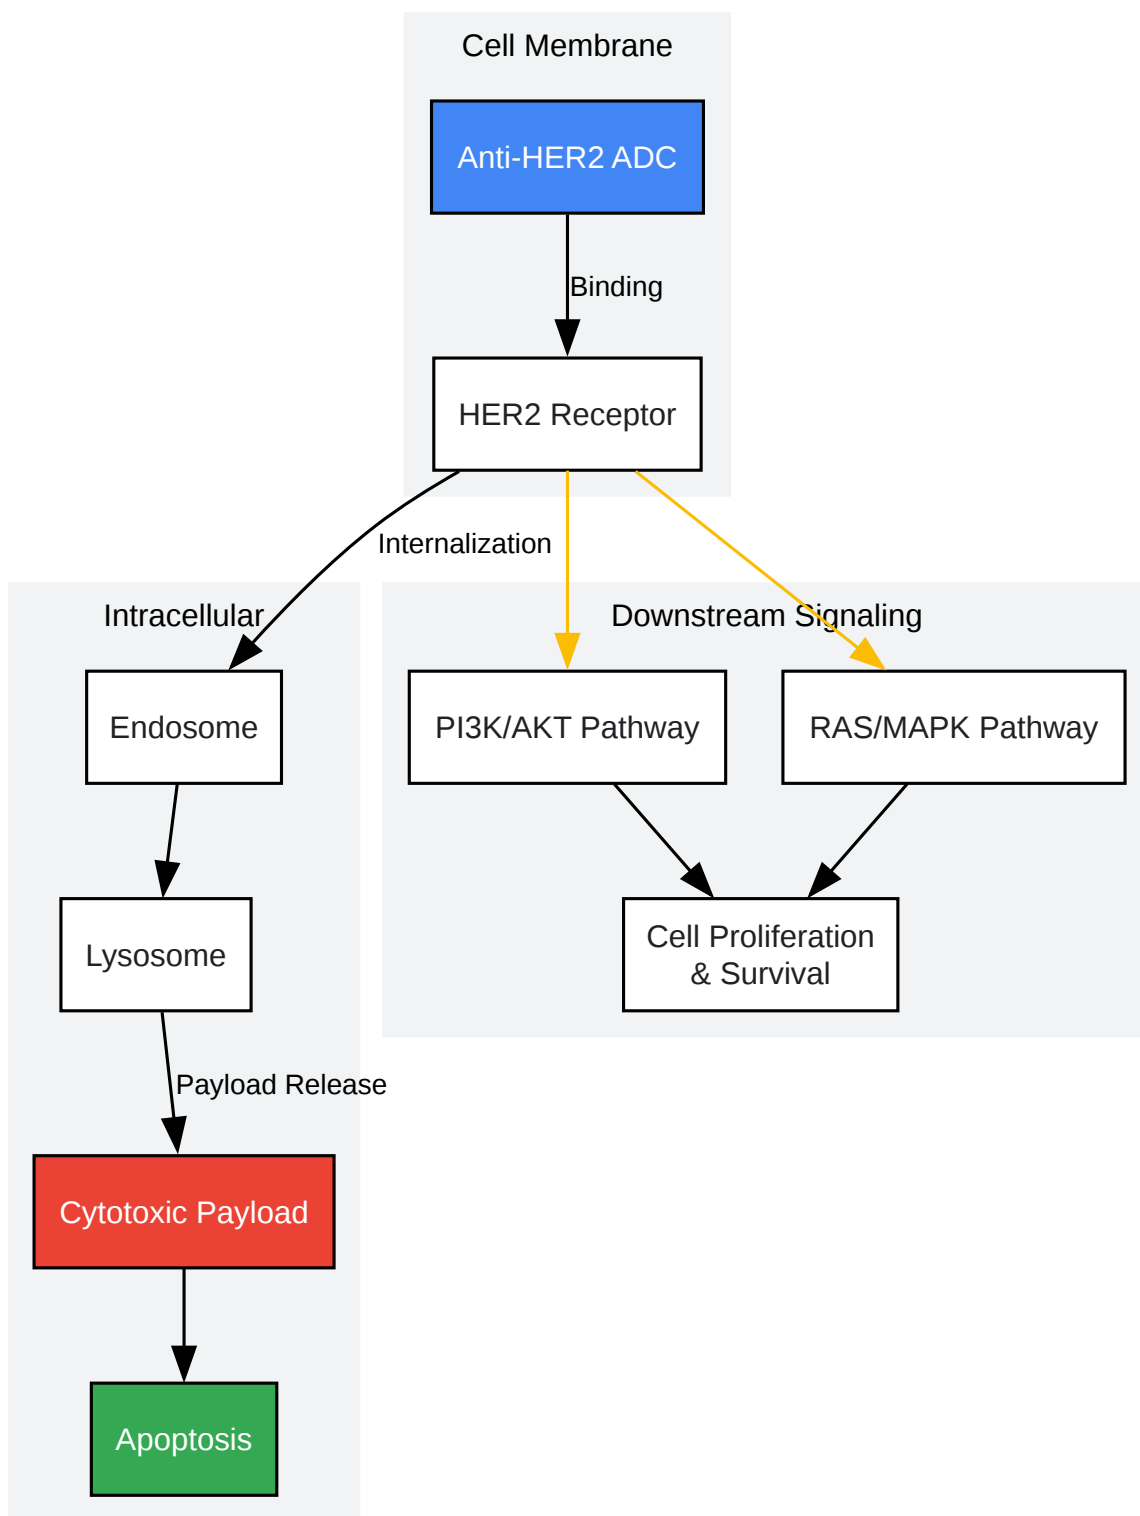 Cell Membrane
Anti-HER2 ADC
Binding
HER2 Receptor
Internalization
Intracellular
Downstream Signaling
Endosome
PI3K/AKT Pathway
RAS/MAPK Pathway
Lysosome
Cell Proliferation
& Survival
Payload Release
Cytotoxic Payload
Apoptosis